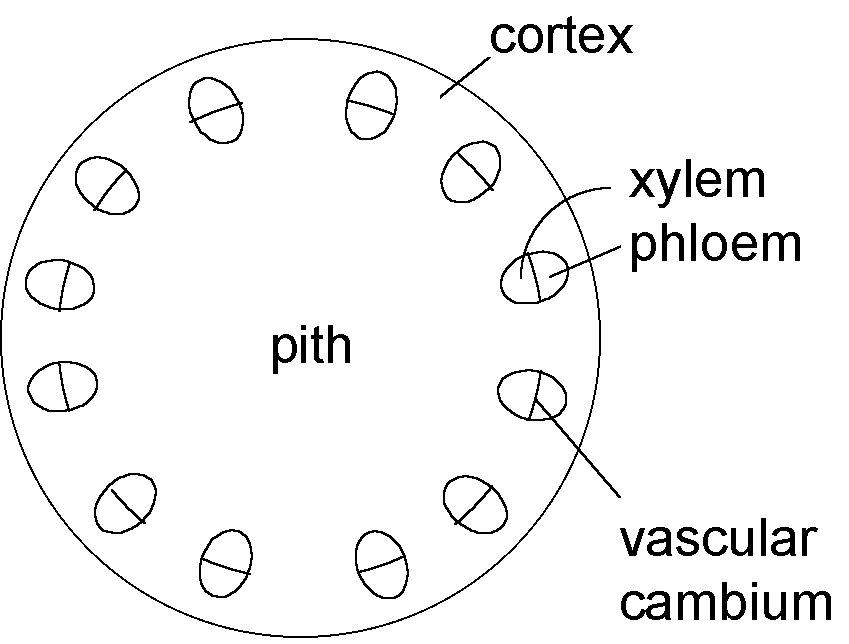 cortex
xylem
phloem
pith
vascular
cambium